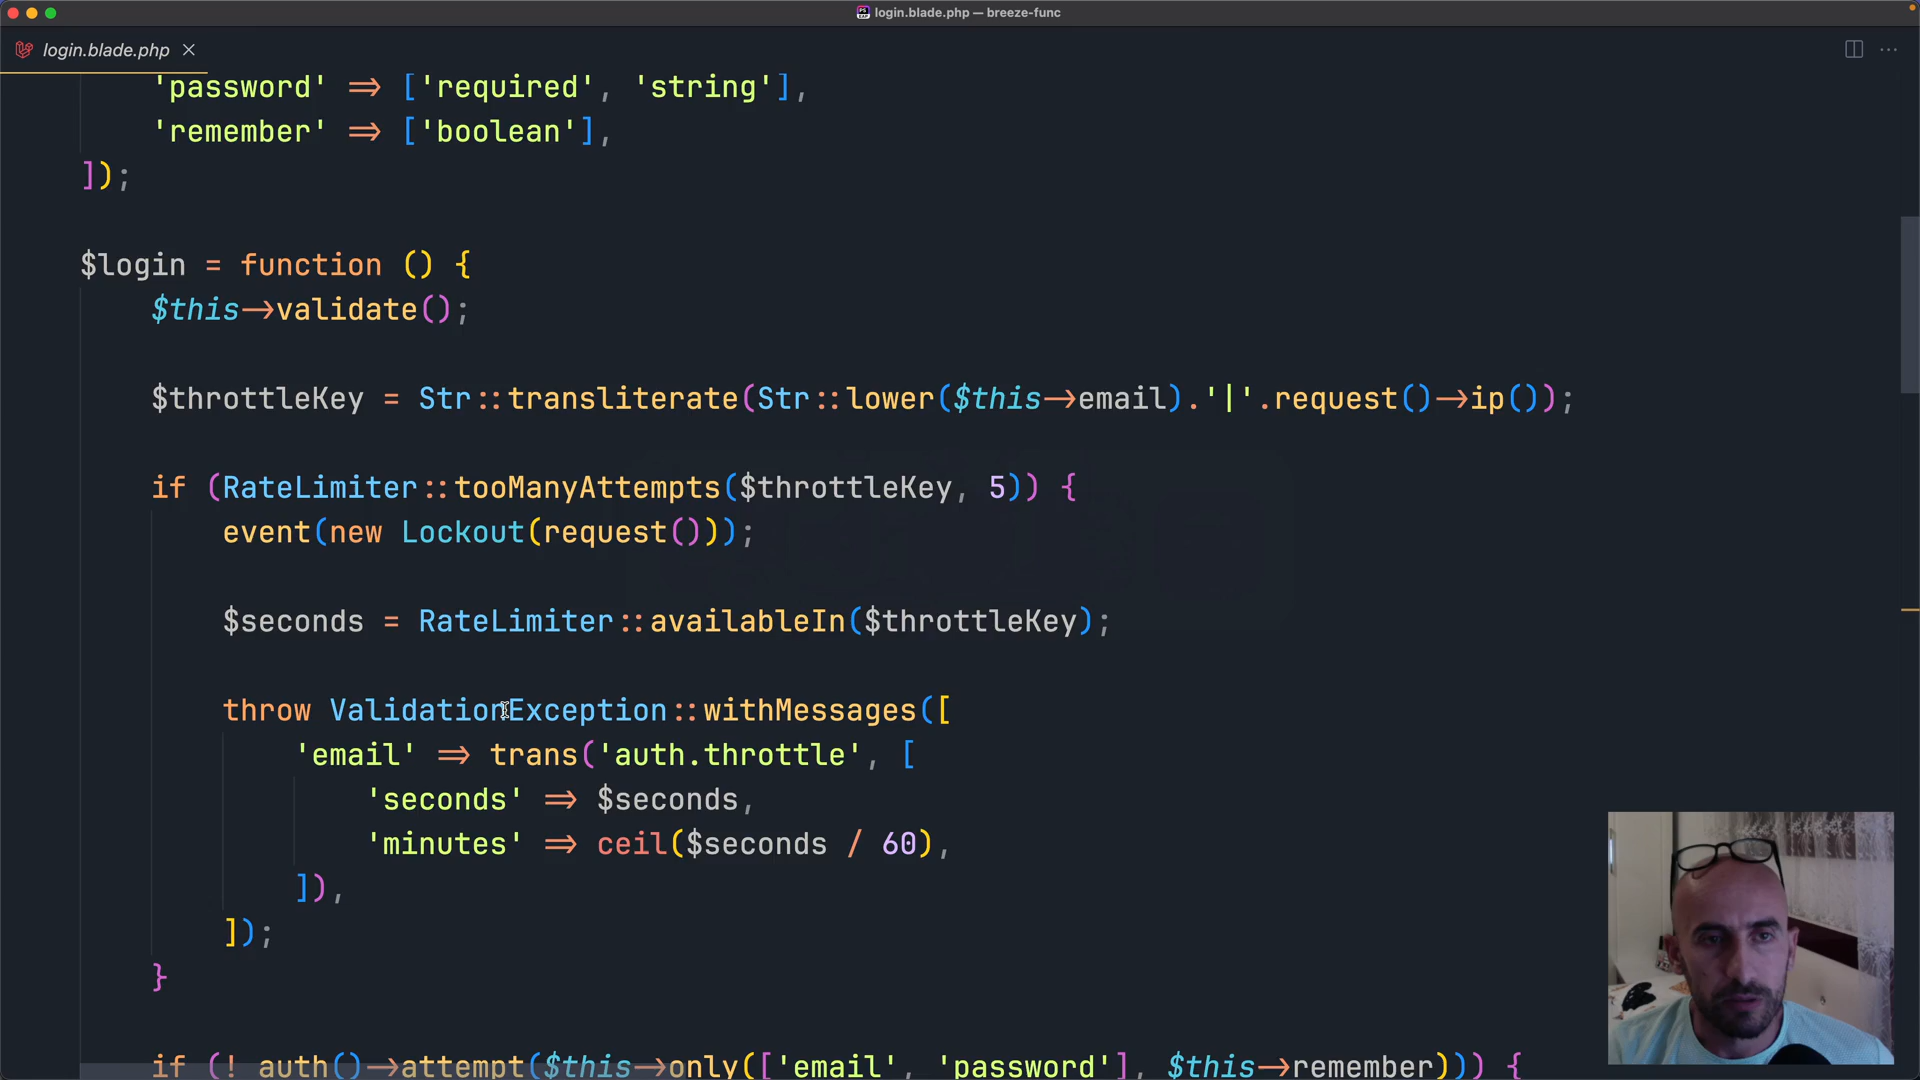 login.blade.php — breeze-func
login.blade.php
'password' => ['required', 'string'],
'remember' => ['boolean'],
]);
$login = function () {
$this->validate();
$throttleKey = Str::transliterate(Str::lower($this->email).'|'.request()->ip());
if (RateLimiter::tooManyAttempts($throttleKey, 5)) {
event(new Lockout(request()));
$seconds = RateLimiter::availableIn($throttleKey);
throw ValidationException::withMessages([
'email' => trans('auth.throttle', [
'seconds' => $seconds,
'minutes' => ceil($seconds / 60),
]),
]);
}
if (! auth()->attempt($this->only(['email', 'password'], $this->remember))) {